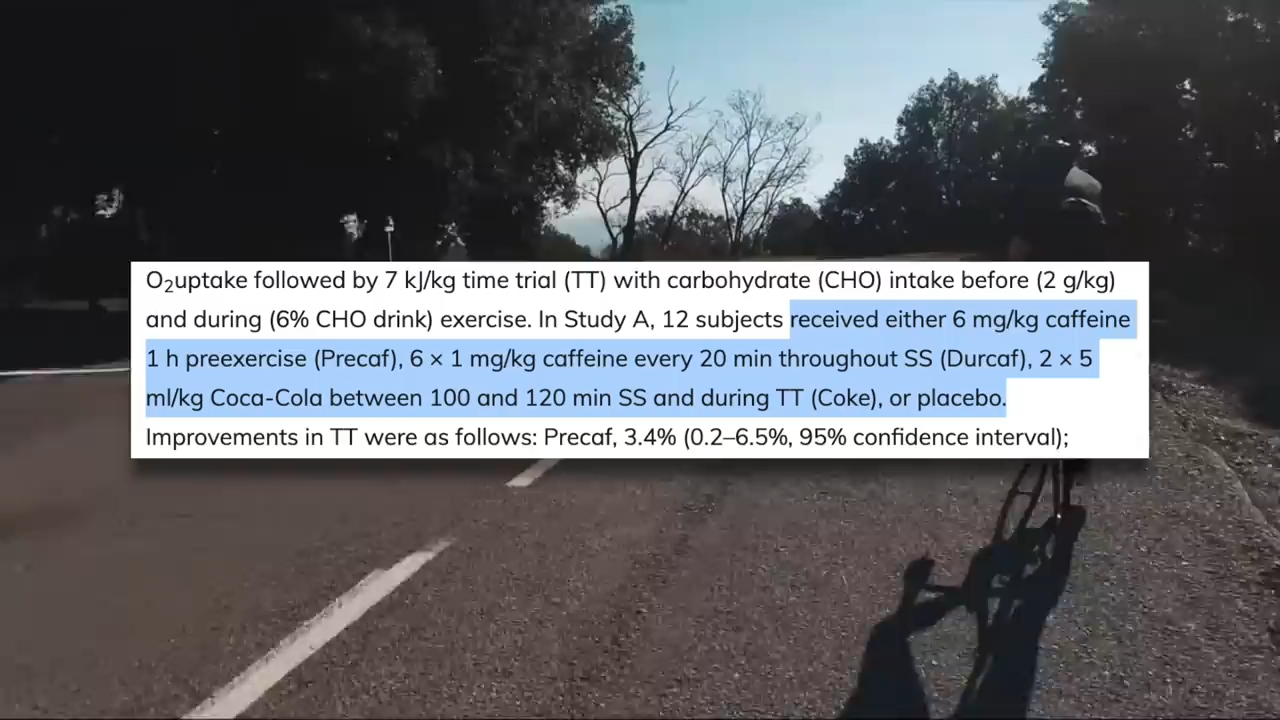 O₂uptake followed by 7 kJ/kg time trial (TT) with carbohydrate (CHO) intake before (2 g/kg)
and during (6% CHO drink) exercise. In Study A, 12 subjects received either 6 mg/kg caffeine
1 h preexercise (Precaf), 6 × 1 mg/kg caffeine every 20 min throughout SS (Durcaf), 2 × 5
ml/kg Coca-Cola between 100 and 120 min SS and during TT (Coke), or placebo.
Improvements in TT were as follows: Precaf, 3.4% (0.2–6.5%, 95% confidence interval);